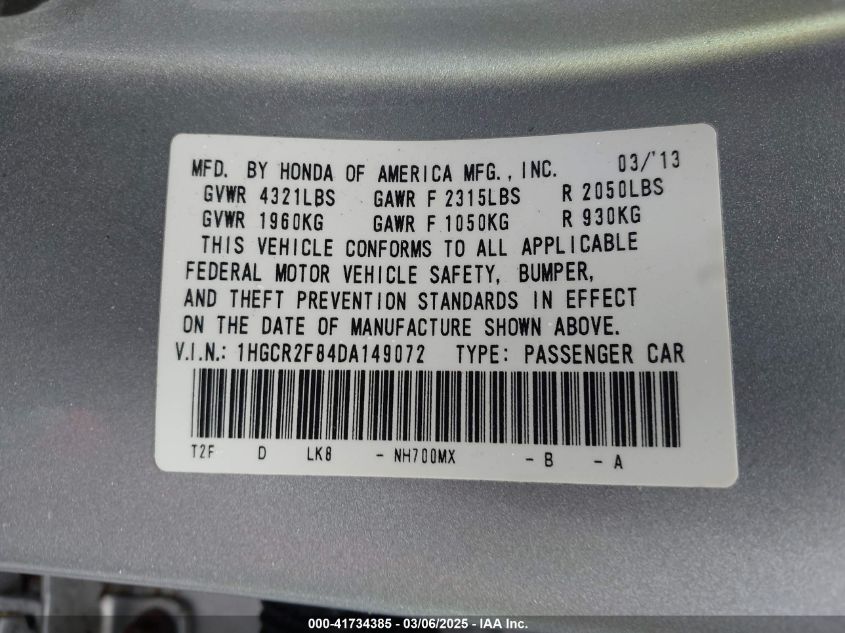 MFD. BY HONDA OF AMERICA MFG., INC. 03/'13
GVWR 4321LBS GAWR F 2315LBS R 2050LBS
GVWR 1960KG GAWR F 1050KG R 930KG
THIS VEHICLE CONFORMS TO ALL APPLICABLE
FEDERAL MOTOR VEHICLE SAFETY, BUMPER,
AND THEFT PREVENTION STANDARDS IN EFFECT
ON THE DATE OF MANUFACTURE SHOWN ABOVE.
V.I.N.: 1HGCR2F84DA149072 TYPE: PASSENGER CAR
T2F D LK8 - NH700MX - B - A
000-41734385 - 03/06/2025 - IAA Inc.